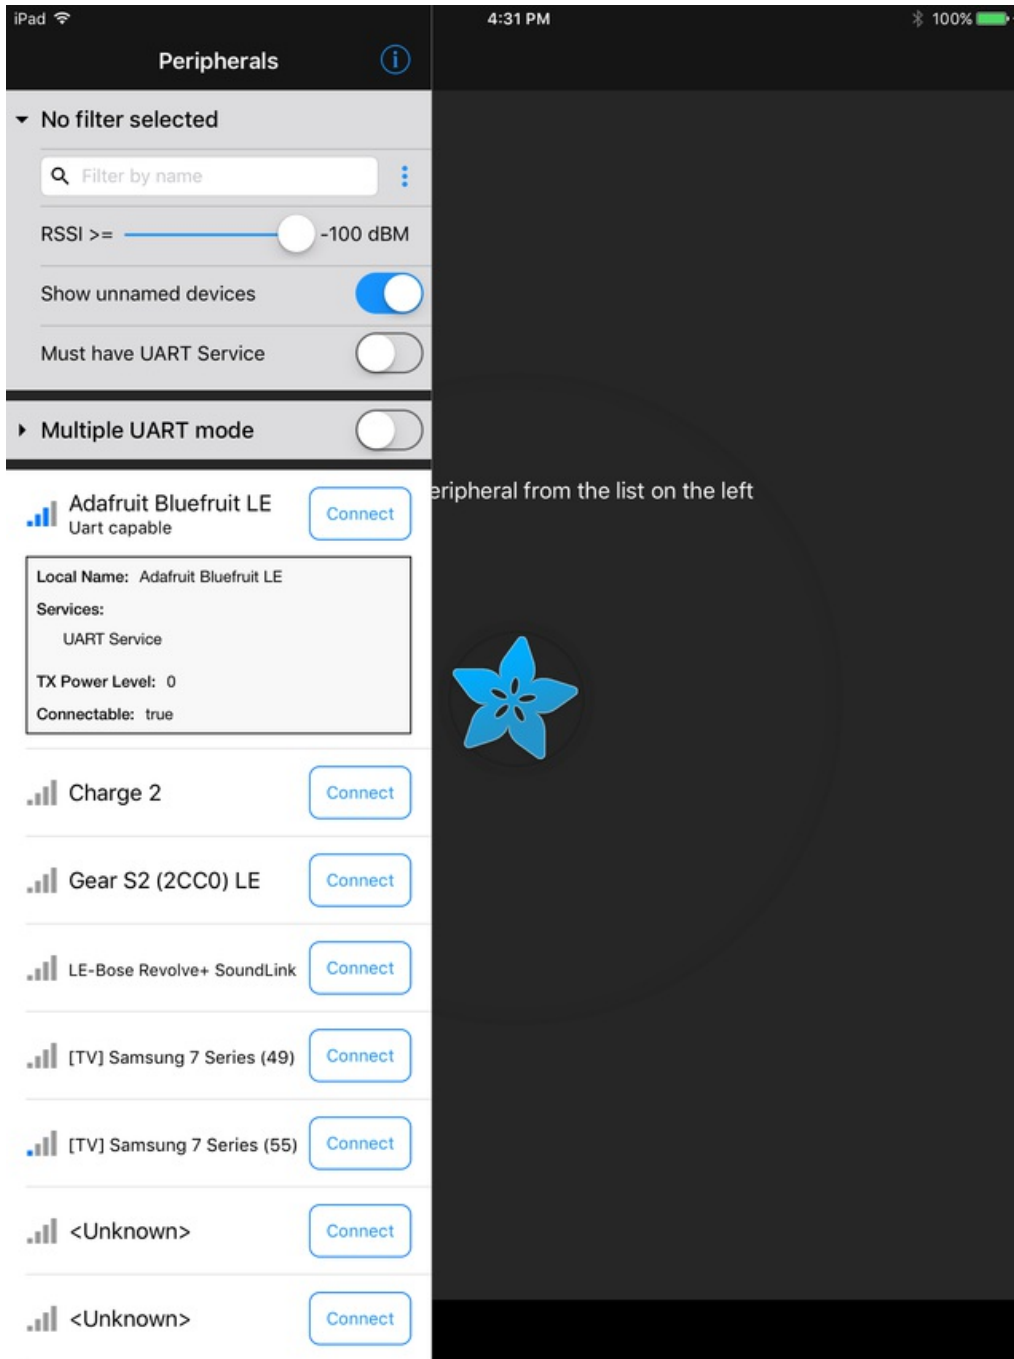 iPad 4:31 PM 100%
Peripherals
No filter selected
Filter by name
RSSI >= -100 dBM
Show unnamed devices
Must have UART Service
Multiple UART mode
Adafruit Bluefruit LE Connect
Uart capable
Local Name: Adafruit Bluefruit LE
Services:
UART Service
TX Power Level: 0
Connectable: true
Charge 2 Connect
Gear S2 (2CC0) LE Connect
LE-Bose Revolve+ SoundLink Connect
[TV] Samsung 7 Series (49) Connect
[TV] Samsung 7 Series (55) Connect
<Unknown> Connect
<Unknown> Connect
eripheral from the list on the left